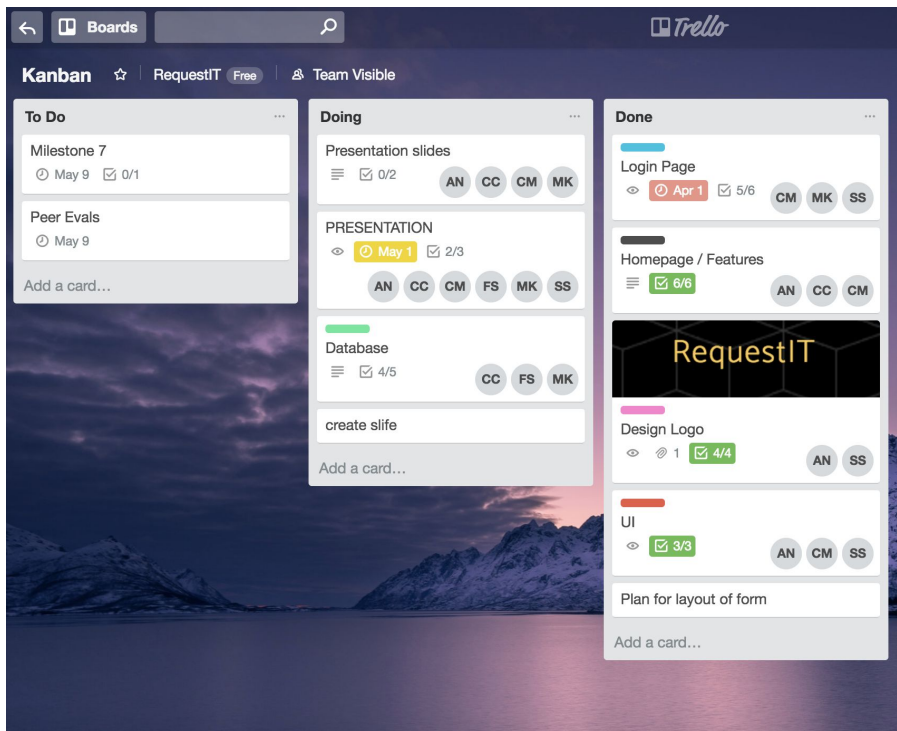 Boards
Trello
Kanban RequestIT Free Team Visible
To Do ...
Milestone 7
May 9 0/1
Peer Evals
May 9
Add a card...
Doing ...
Presentation slides
0/2 AN CC CM MK
PRESENTATION
May 1 2/3
AN CC CM FS MK SS
Database
4/5 CC FS MK
create slife
Add a card...
Done ...
Login Page
Apr 1 5/6 CM MK SS
Homepage / Features
6/6 AN CC CM
RequestIT
Design Logo
1 4/4 AN SS
UI
3/3 AN CM SS
Plan for layout of form
Add a card...